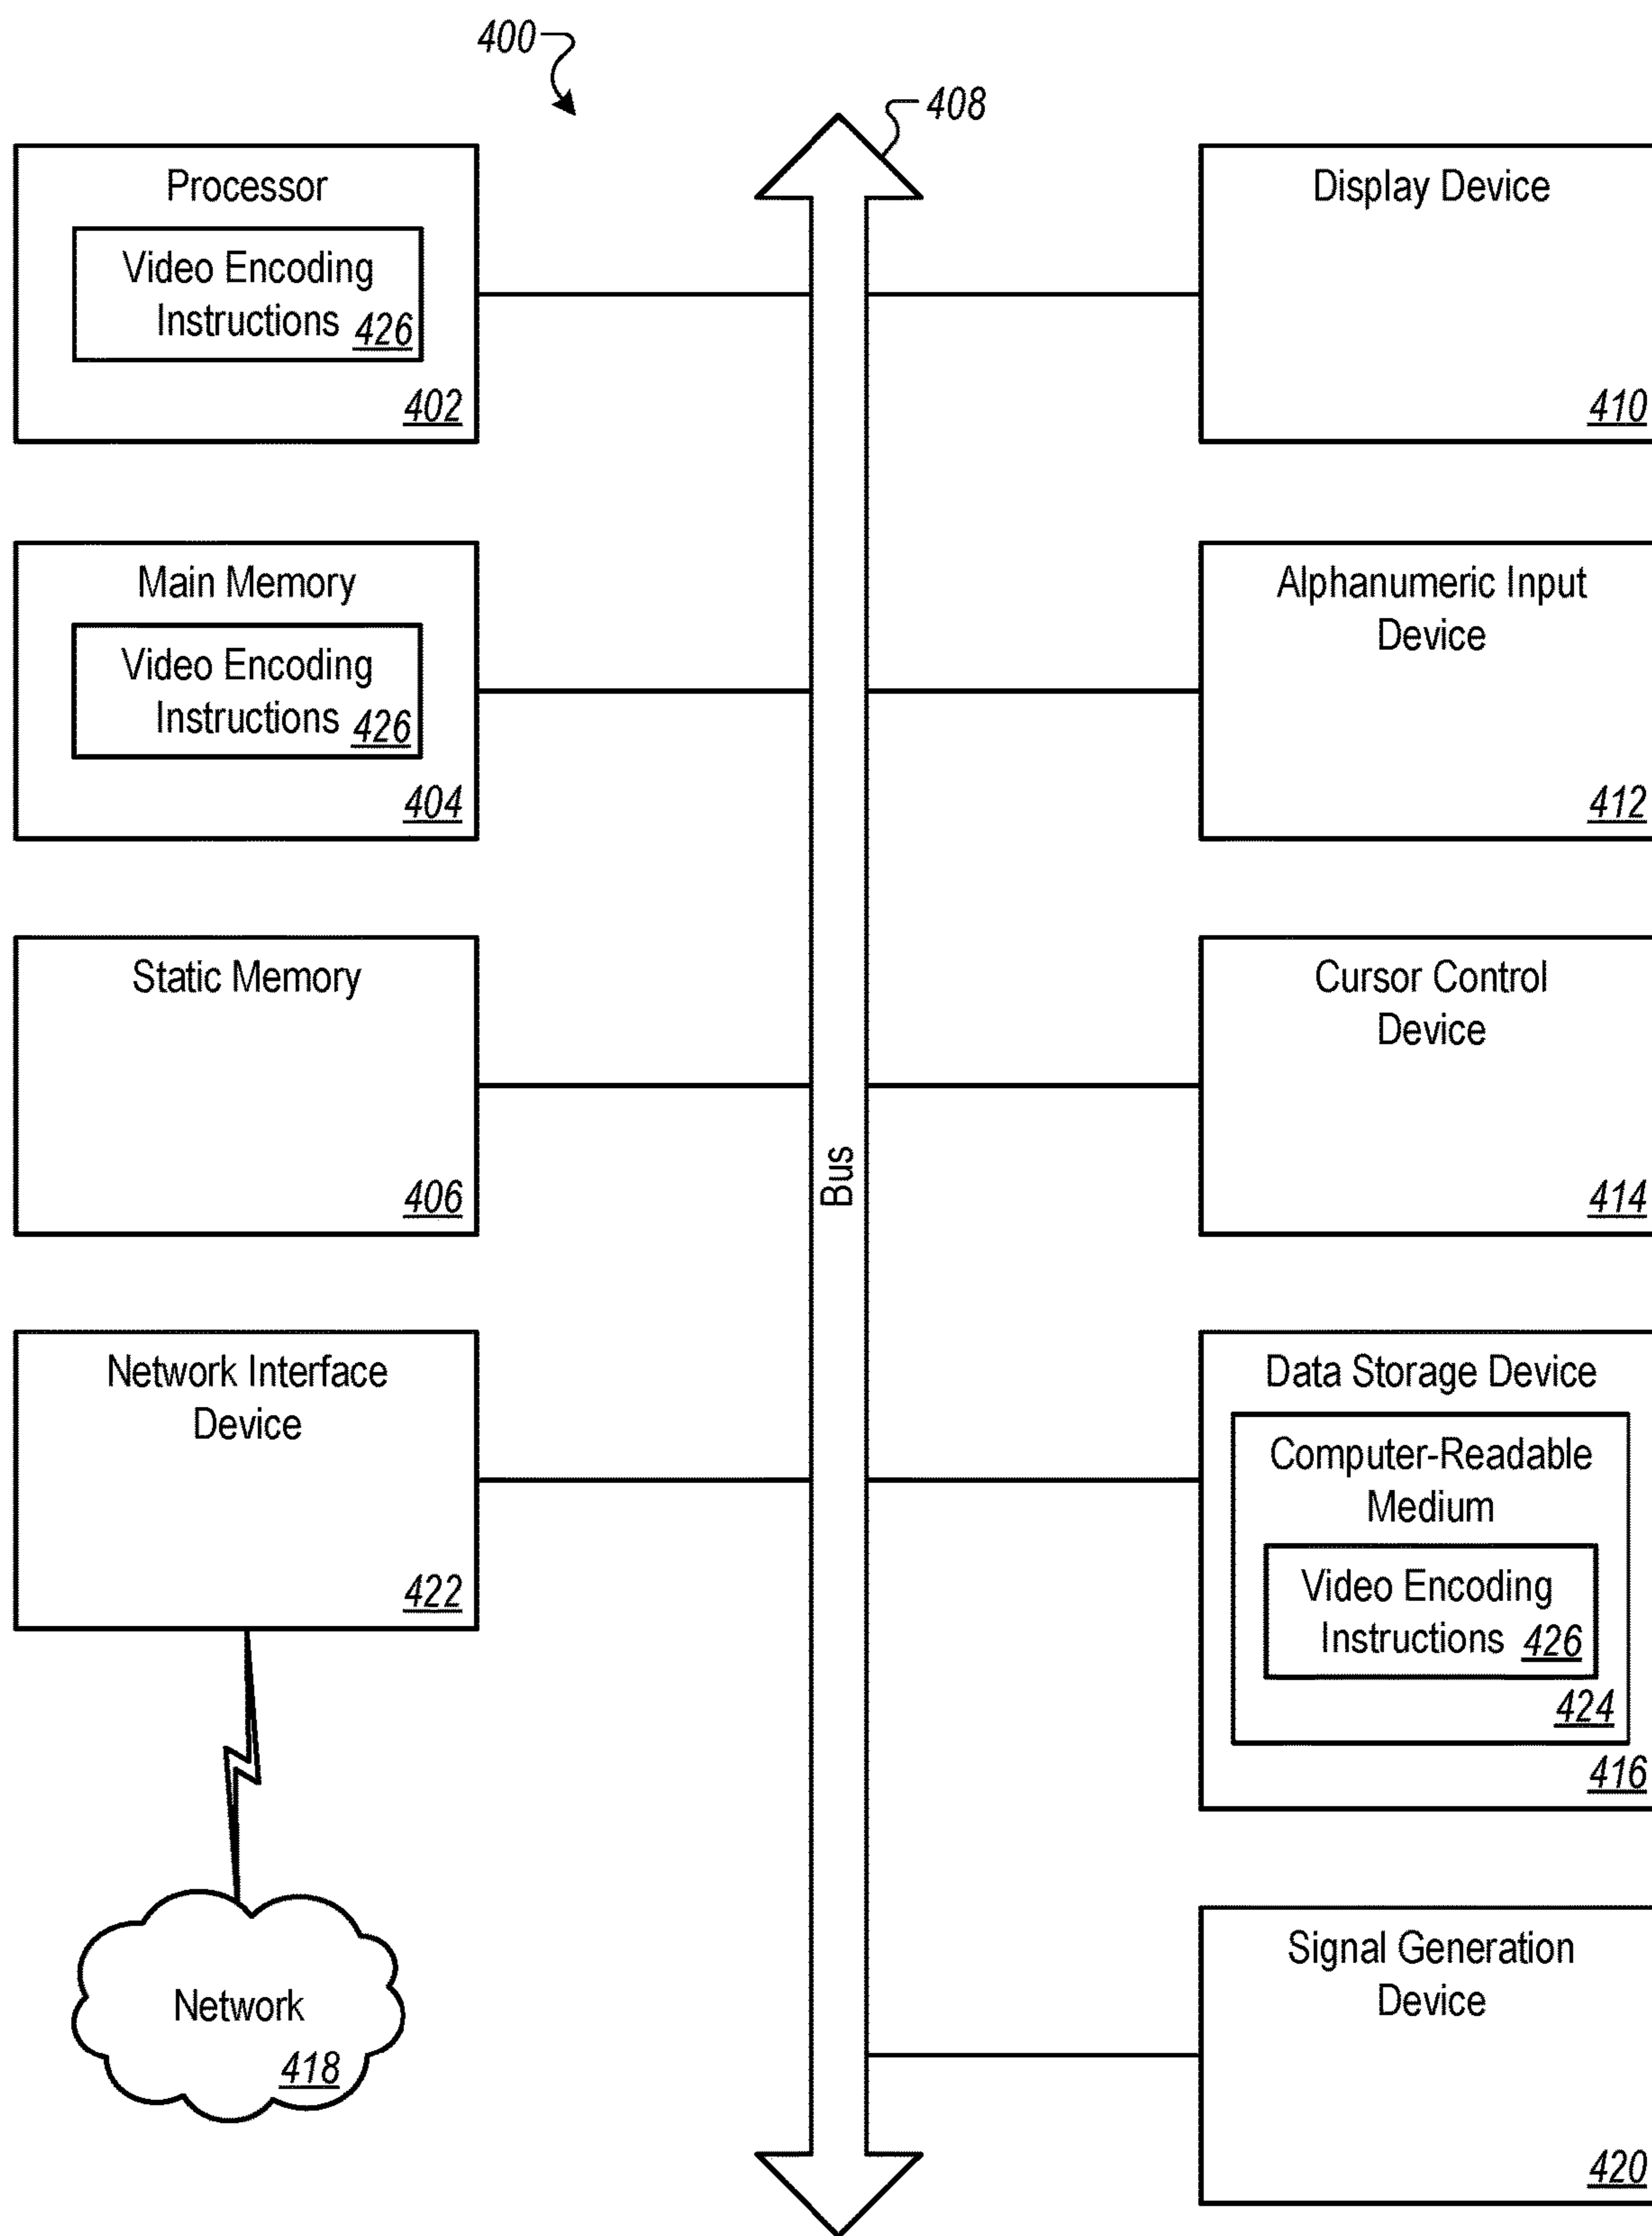 400
408
Processor
Video Encoding
Instructions 426
402
Display Device
410
Main Memory
Video Encoding
Instructions 426
404
Alphanumeric Input
Device
412
Static Memory
406
Cursor Control
Device
414
Bus
Network Interface
Device
422
Data Storage Device
Computer-Readable
Medium
Video Encoding
Instructions 426
424
416
Network
418
Signal Generation
Device
420